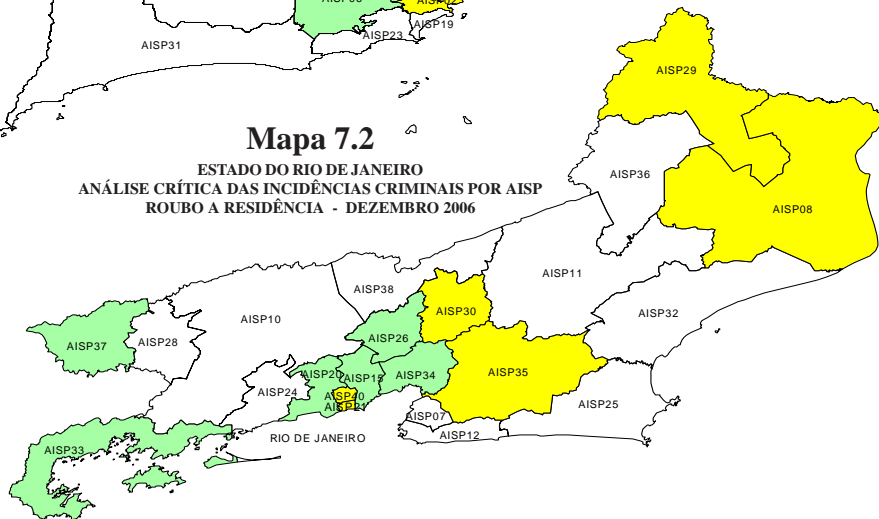 AISP02
AISP19
AISP23
AISP31
AISP29
Mapa 7.2
ESTADO DO RIO DE JANEIRO
ANÁLISE CRÍTICA DAS INCIDÊNCIAS CRIMINAIS POR AISP
ROUBO A RESIDÊNCIA - DEZEMBRO 2006
AISP36
AISP08
AISP11
AISP38
AISP30
AISP32
AISP10
AISP26
AISP37
AISP28
AISP20
AISP15
AISP34
AISP35
AISP24
AISP40
AISP21
AISP25
AISP07
AISP12
RIO DE JANEIRO
AISP33